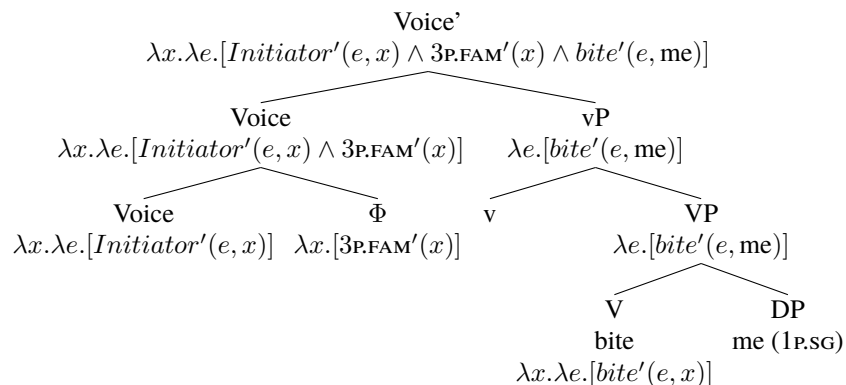 Voice'
λx.λe.[Initiator′(e, x) ∧ 3P.FAM′(x) ∧ bite′(e, me)]
Voice vP
λx.λe.[Initiator′(e, x) ∧ 3P.FAM′(x)] λe.[bite′(e, me)]
Voice Φ v VP
λx.λe.[Initiator′(e, x)] λx.[3P.FAM′(x)] λe.[bite′(e, me)]
V DP
bite me (1P.SG)
λx.λe.[bite′(e, x)]